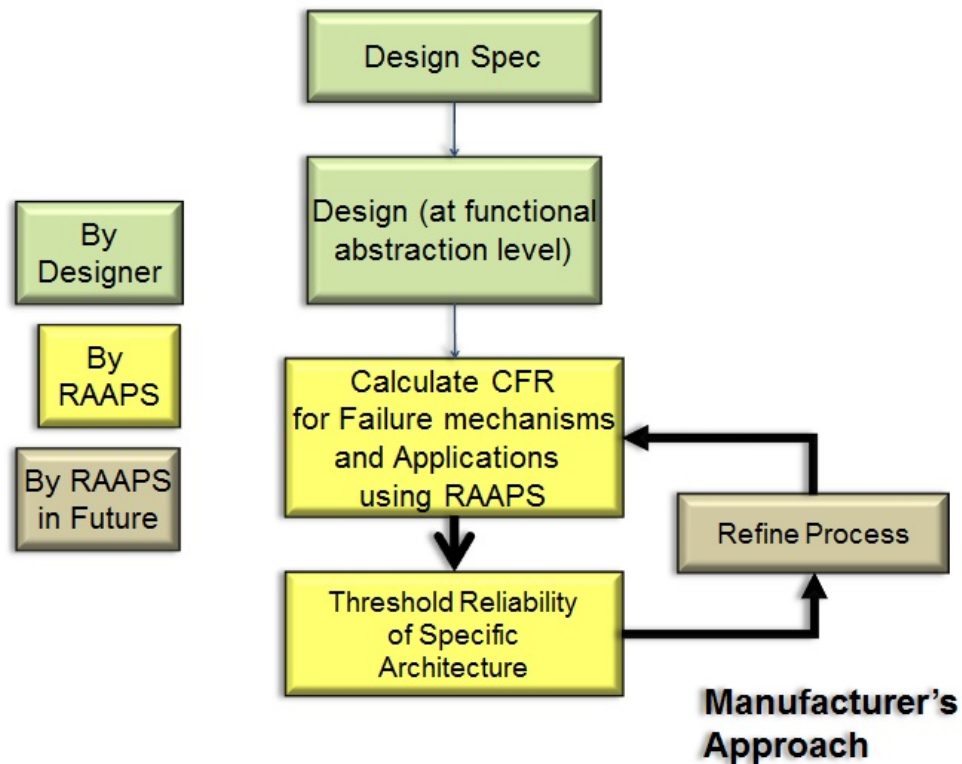 Design Spec
Design (at functional
abstraction level)
By
Designer
By
RAAPS
By RAAPS
in Future
Calculate CFR
for Failure mechanisms
and Applications
using RAAPS
Refine Process
Threshold Reliability
of Specific
Architecture
Manufacturer's
Approach